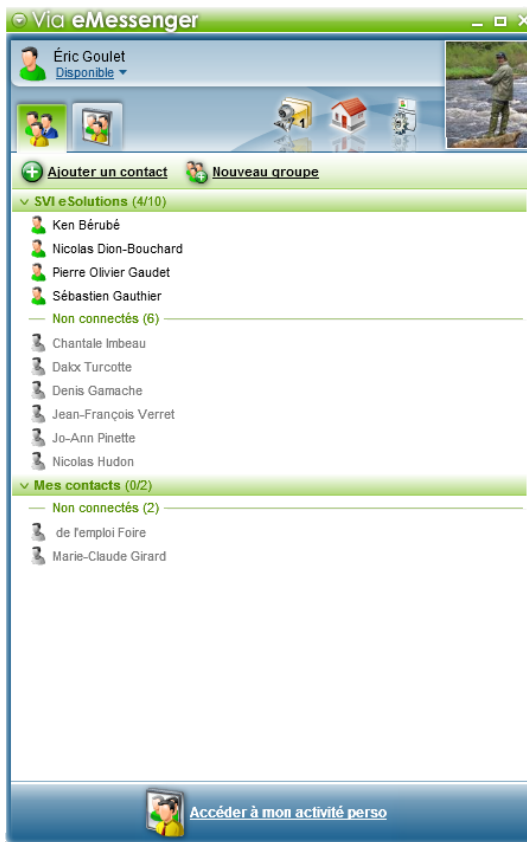 Via eMessenger
Éric Goulet
Disponible
1
Ajouter un contact Nouveau groupe
SVI eSolutions (4/10)
Ken Bérubé
Nicolas Dion-Bouchard
Pierre Olivier Gaudet
Sébastien Gauthier
Non connectés (6)
Chantale Imbeau
Dakx Turcotte
Denis Gamache
Jean-François Verret
Jo-Ann Pinette
Nicolas Hudon
Mes contacts (0/2)
Non connectés (2)
de l'emploi Foire
Marie-Claude Girard
Accéder à mon activité perso